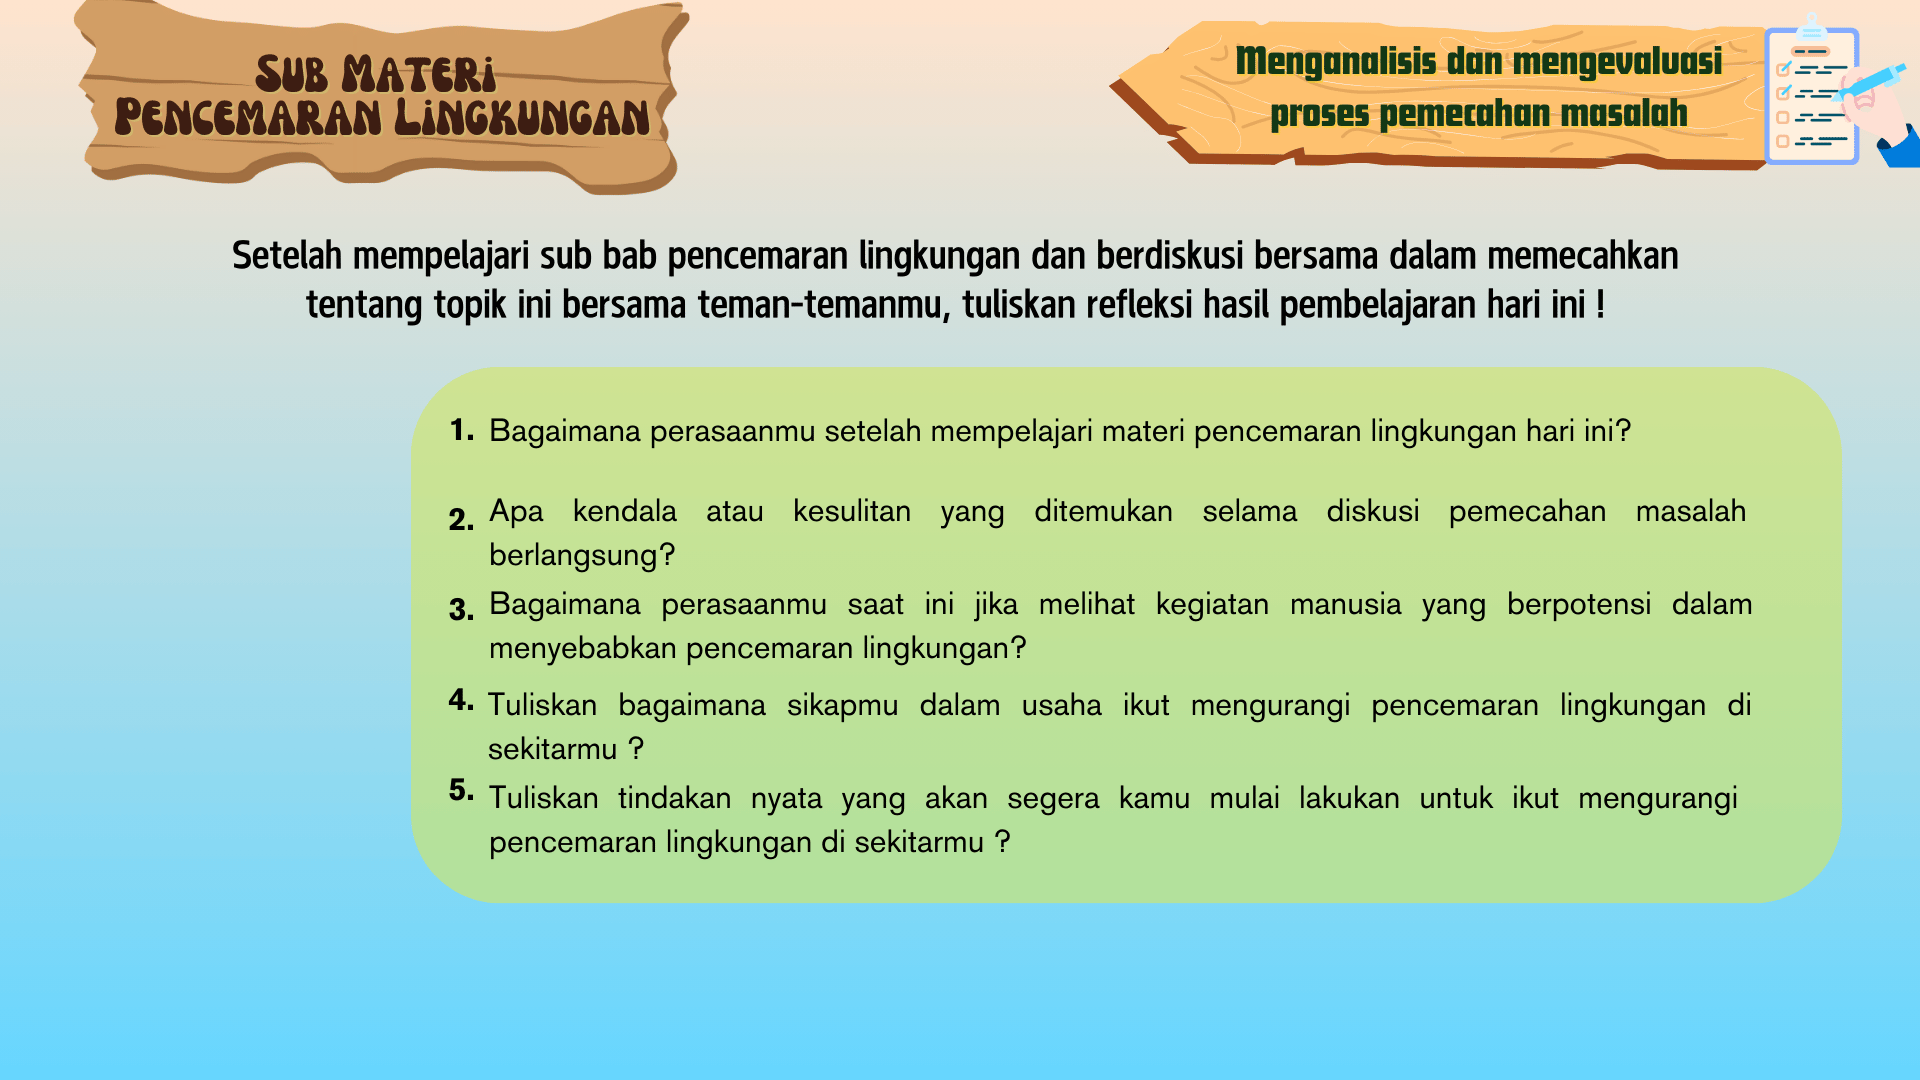 SUB MATERi
PENCEMARAN LiNGKUNGAN
Menganalisis dan mengevaluasi
proses pemecahan masalah
Setelah mempelajari sub bab pencemaran lingkungan dan berdiskusi bersama dalam memecahkan
tentang topik ini bersama teman-temanmu, tuliskan refleksi hasil pembelajaran hari ini !
1. Bagaimana perasaanmu setelah mempelajari materi pencemaran lingkungan hari ini?
2. Apa kendala atau kesulitan yang ditemukan selama diskusi pemecahan masalah
berlangsung?
3. Bagaimana perasaanmu saat ini jika melihat kegiatan manusia yang berpotensi dalam
menyebabkan pencemaran lingkungan?
4. Tuliskan bagaimana sikapmu dalam usaha ikut mengurangi pencemaran lingkungan di
sekitarmu ?
5. Tuliskan tindakan nyata yang akan segera kamu mulai lakukan untuk ikut mengurangi
pencemaran lingkungan di sekitarmu ?